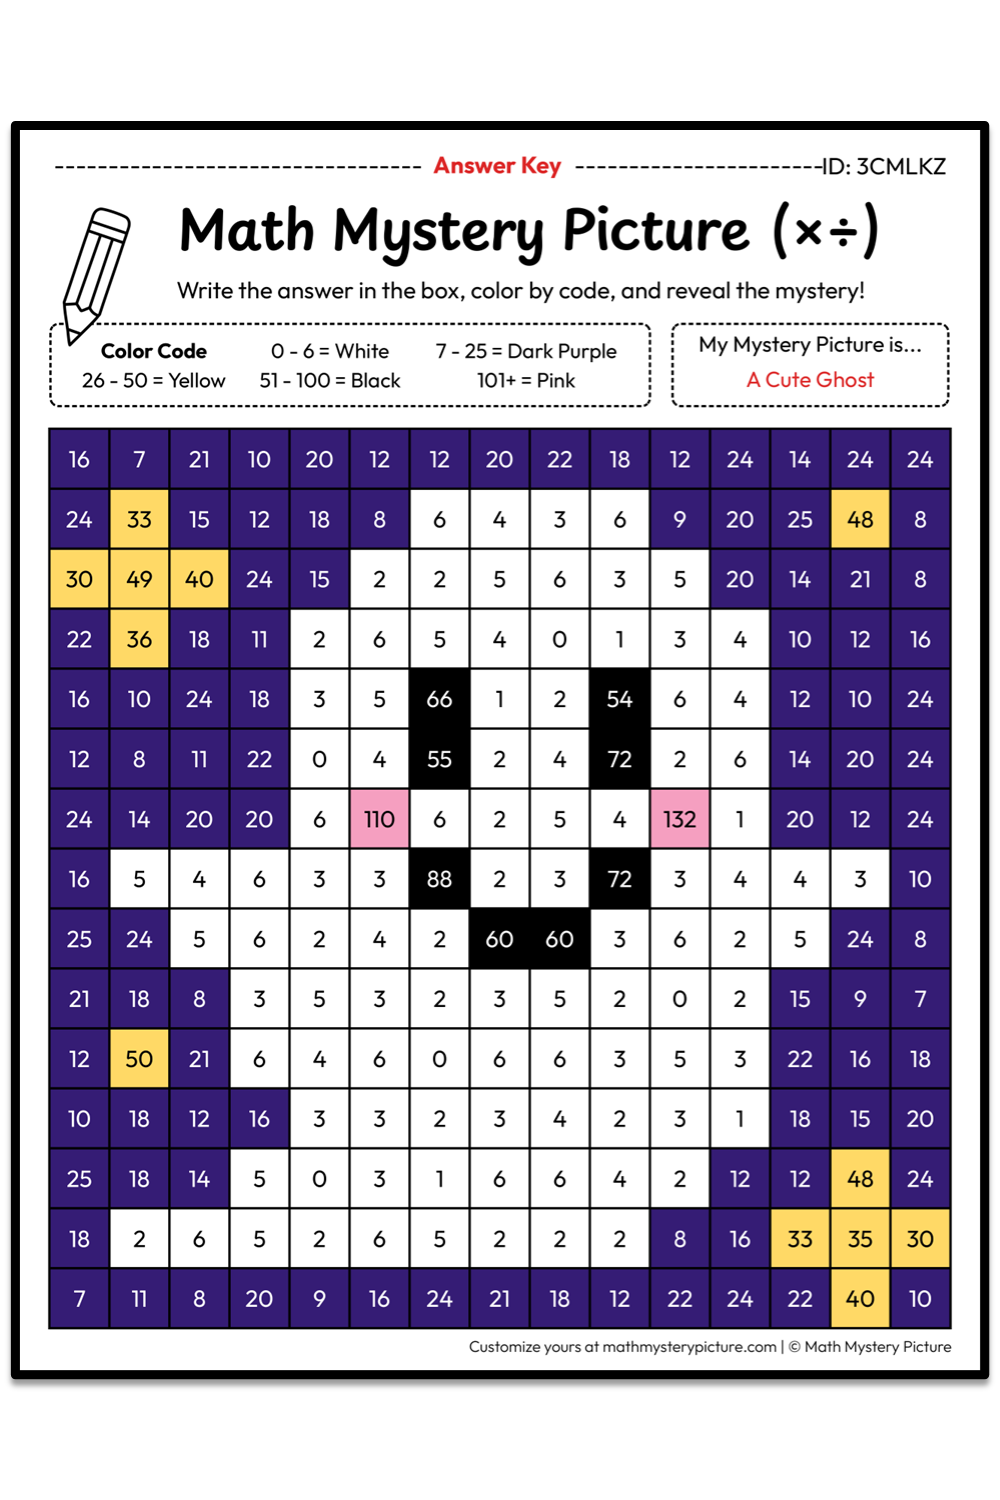 Answer Key
ID: 3CMLKZ
Math Mystery Picture (×÷)
Write the answer in the box, color by code, and reveal the mystery!
Color Code 0 - 6 = White 7 - 25 = Dark Purple
26 - 50 = Yellow 51 - 100 = Black 101+ = Pink
My Mystery Picture is...
A Cute Ghost
16 7 21 10 20 12 12 20 22 18 12 24 14 24 24
24 33 15 12 18 8 6 4 3 6 9 20 25 48 8
30 49 40 24 15 2 2 5 6 3 5 20 14 21 8
22 36 18 11 2 6 5 4 0 1 3 4 10 12 16
16 10 24 18 3 5 66 1 2 54 6 4 12 10 24
12 8 11 22 0 4 55 2 4 72 2 6 14 20 24
24 14 20 20 6 110 6 2 5 4 132 1 20 12 24
16 5 4 6 3 3 88 2 3 72 3 4 4 3 10
25 24 5 6 2 4 2 60 60 3 6 2 5 24 8
21 18 8 3 5 3 2 3 5 2 0 2 15 9 7
12 50 21 6 4 6 0 6 6 3 5 3 22 16 18
10 18 12 16 3 3 2 3 4 2 3 1 18 15 20
25 18 14 5 0 3 1 6 6 4 2 12 12 48 24
18 2 6 5 2 6 5 2 2 2 8 16 33 35 30
7 11 8 20 9 16 24 21 18 12 22 24 22 40 10
Customize yours at mathmysterypicture.com | © Math Mystery Picture